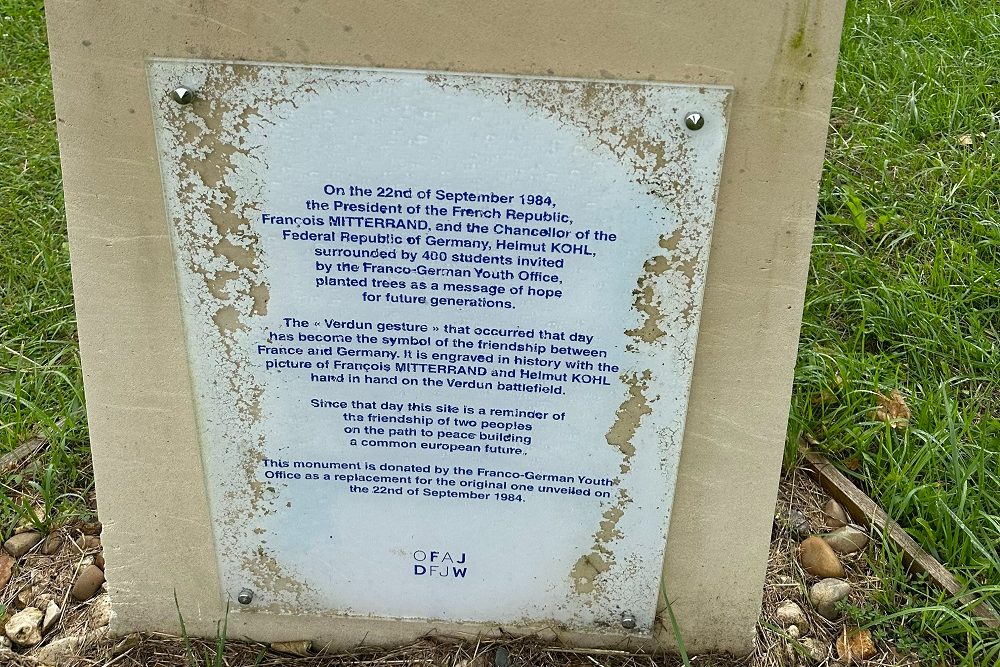 On the 22nd of September 1984,
the President of the French Republic,
François MITTERRAND, and the Chancellor of the
Federal Republic of Germany, Helmut KOHL,
surrounded by 400 students invited
by the Franco-German Youth Office,
planted trees as a message of hope
for future generations.
The « Verdun gesture » that occurred that day
has become the symbol of the friendship between
France and Germany. It is engraved in history with the
picture of François MITTERRAND and Helmut KOHL
hand in hand on the Verdun battlefield.
Since that day this site is a reminder of
the friendship of two peoples
on the path to peace building
a common european future.
This monument is donated by the Franco-German Youth
Office as a replacement for the original one unveiled on
the 22nd of September 1984.
OFAJ
DFJW